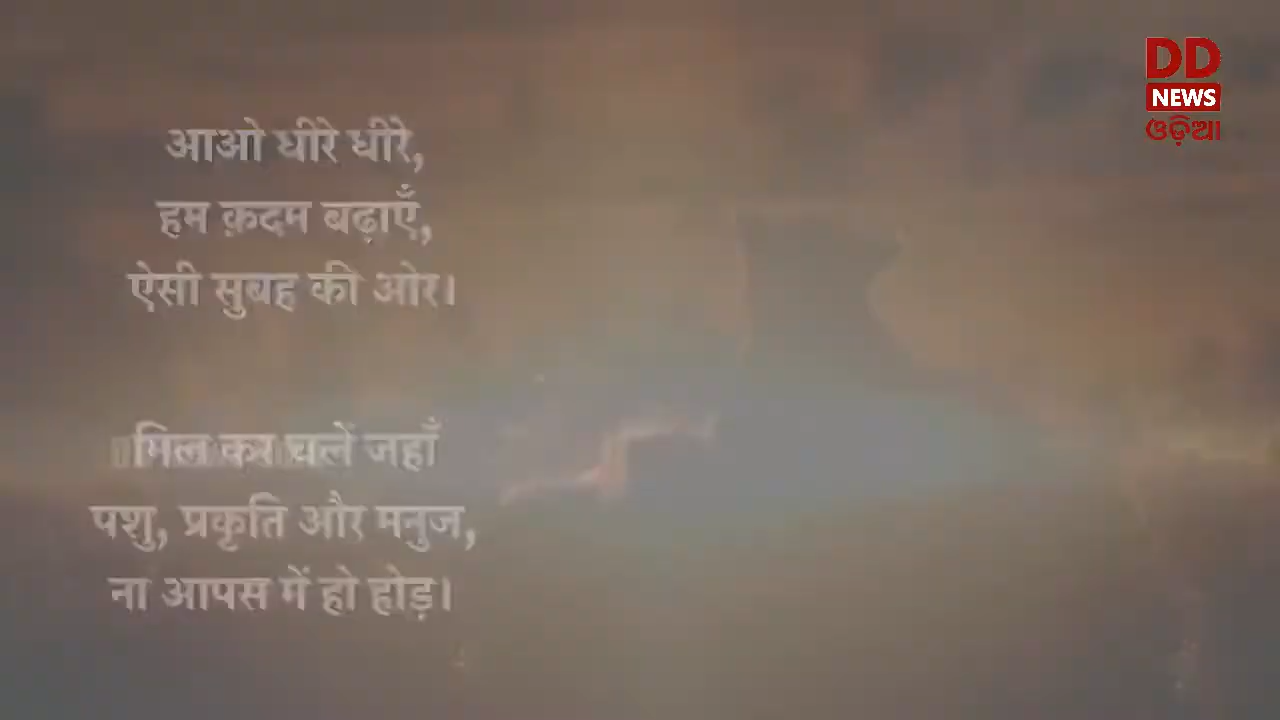 आओ धीरे धीरे,
हम क़दम बढ़ाएँ,
ऐसी सुबह की ओर।
मिल कर चलें जहाँ
पशु, प्रकृति और मनुज,
ना आपस में हो होड़।
DD
NEWS
ଓଡ଼ିଆ